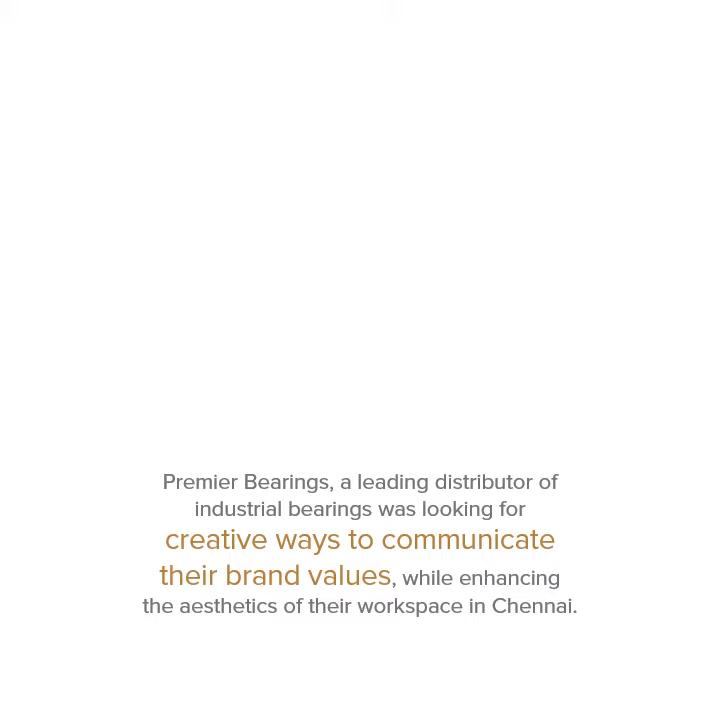 Premier Bearings, a leading distributor of
industrial bearings was looking for
creative ways to communicate
their brand values, while enhancing
the aesthetics of their workspace in Chennai.